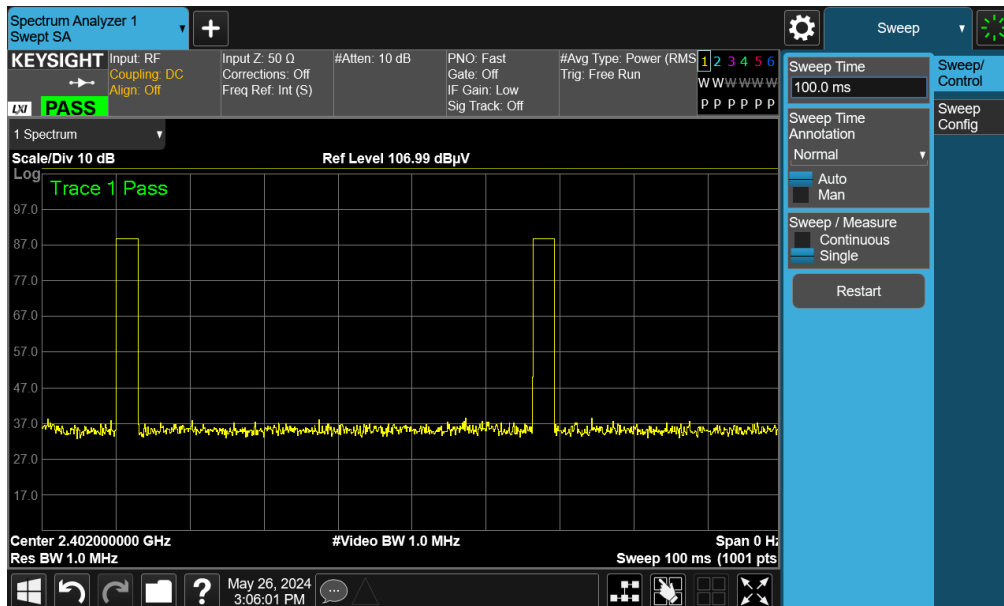 Spectrum Analyzer 1
Swept SA
+
Sweep
KEYSIGHT
Input: RF
Coupling: DC
Align: Off
Input Z: 50 Ω
Corrections: Off
Freq Ref: Int (S)
#Atten: 10 dB
PNO: Fast
Gate: Off
IF Gain: Low
Sig Track: Off
#Avg Type: Power (RMS
Trig: Free Run
1 2 3 4 5 6
W W W W W W
P P P P P P
LXI
PASS
1 Spectrum
Scale/Div 10 dB
Ref Level 106.99 dBµV
Log
Trace 1 Pass
97.0
87.0
77.0
67.0
57.0
47.0
37.0
27.0
17.0
Center 2.402000000 GHz
#Video BW 1.0 MHz
Span 0 Hz
Res BW 1.0 MHz
Sweep 100 ms (1001 pts
Sweep Time
100.0 ms
Sweep Time
Annotation
Normal
Auto
Man
Sweep / Measure
Continuous
Single
Restart
Sweep/
Control
Sweep
Config
?
May 26, 2024
3:06:01 PM